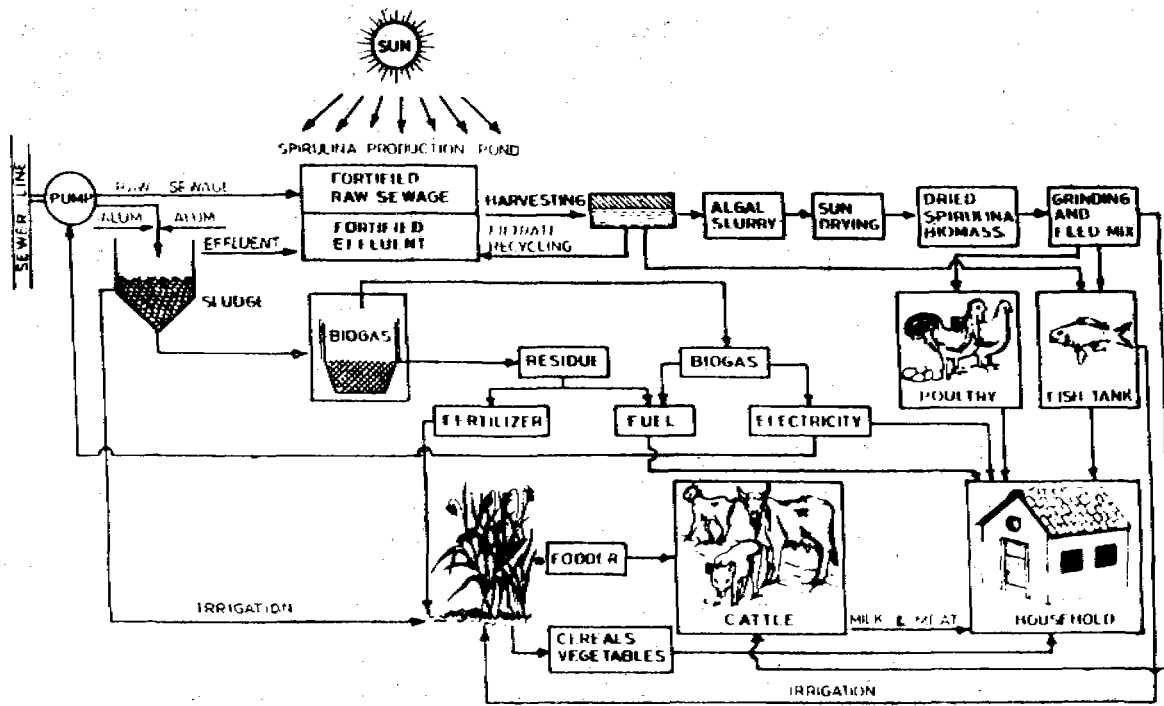 SUN
SPIRULINA PRODUCTION POND
SEWER LINE
PUMP
RAW SEWAGE
ALUM
ALUM
EFFLUENT
FORTIFIED
RAW SEWAGE
FORTIFIED
EFFLUENT
HARVESTING
FILTRATE
RECYCLING
ALGAL
SLURRY
SUN
DRYING
DRIED
SPIRULINA
BIOMASS
GRINDING
AND
FEED MIX
SLUDGE
BIOGAS
RESIDUE
BIOGAS
POULTRY
FISH TANK
FERTILIZER
FUEL
ELECTRICITY
FODDER
CATTLE
MILK & MEAT
HOUSEHOLD
IRRIGATION
CEREALS
VEGETABLES
IRRIGATION